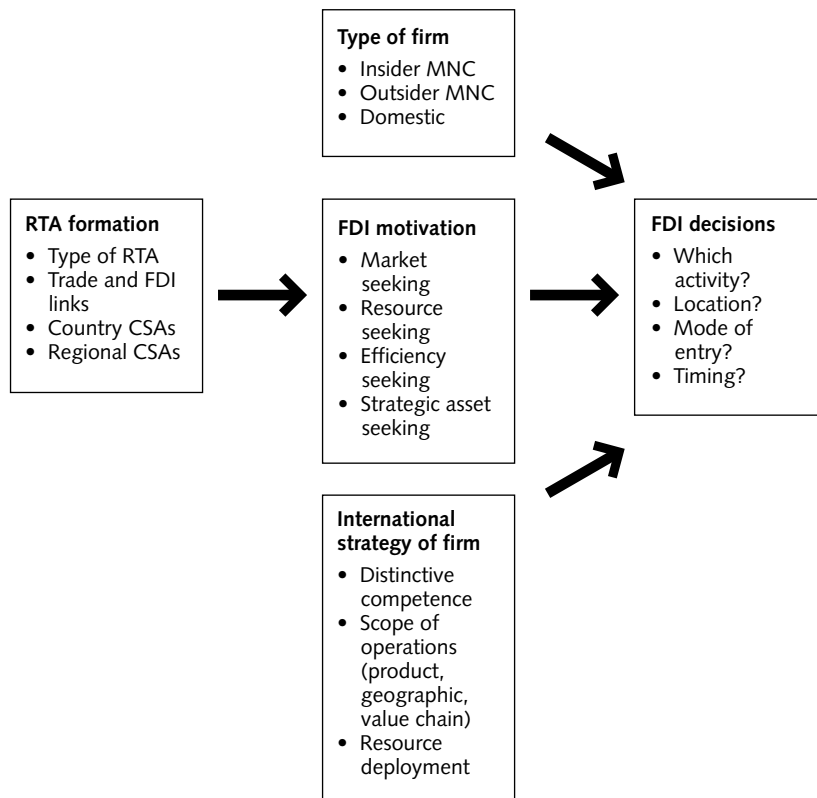 Type of firm
• Insider MNC
• Outsider MNC
• Domestic
RTA formation
• Type of RTA
• Trade and FDI
links
• Country CSAs
• Regional CSAs
FDI motivation
• Market
seeking
• Resource
seeking
• Efficiency
seeking
• Strategic asset
seeking
FDI decisions
• Which
activity?
• Location?
• Mode of
entry?
• Timing?
International
strategy of firm
• Distinctive
competence
• Scope of
operations
(product,
geographic,
value chain)
• Resource
deployment